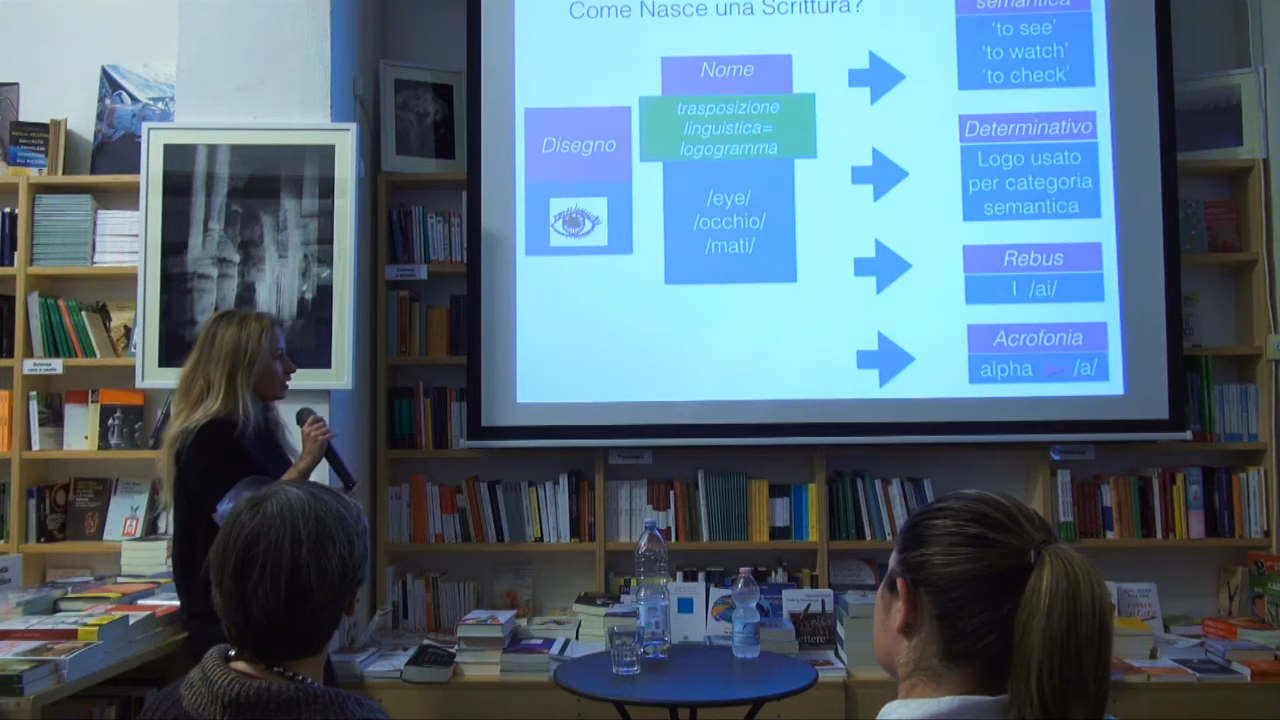 Come Nasce una Scrittura?
semantica
'to see'
'to watch'
'to check'
Nome
trasposizione
linguistica=
logogramma
Disegno
/eye/
/occhio/
/mati/
Determinativo
Logo usato
per categoria
semantica
Rebus
I /ai/
Acrofonia
alpha /a/